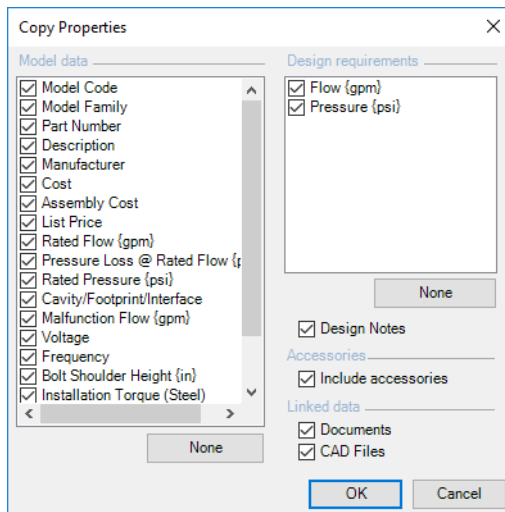 Copy Properties
Model data
Model Code
Model Family
Part Number
Description
Manufacturer
Cost
Assembly Cost
List Price
Rated Flow {gpm}
Pressure Loss @ Rated Flow {p
Rated Pressure {psi}
Cavity/Footprint/Interface
Malfunction Flow {gpm}
Voltage
Frequency
Bolt Shoulder Height {in}
Installation Torque (Steel)
None
Design requirements
Flow {gpm}
Pressure {psi}
None
Design Notes
Accessories
Include accessories
Linked data
Documents
CAD Files
OK
Cancel